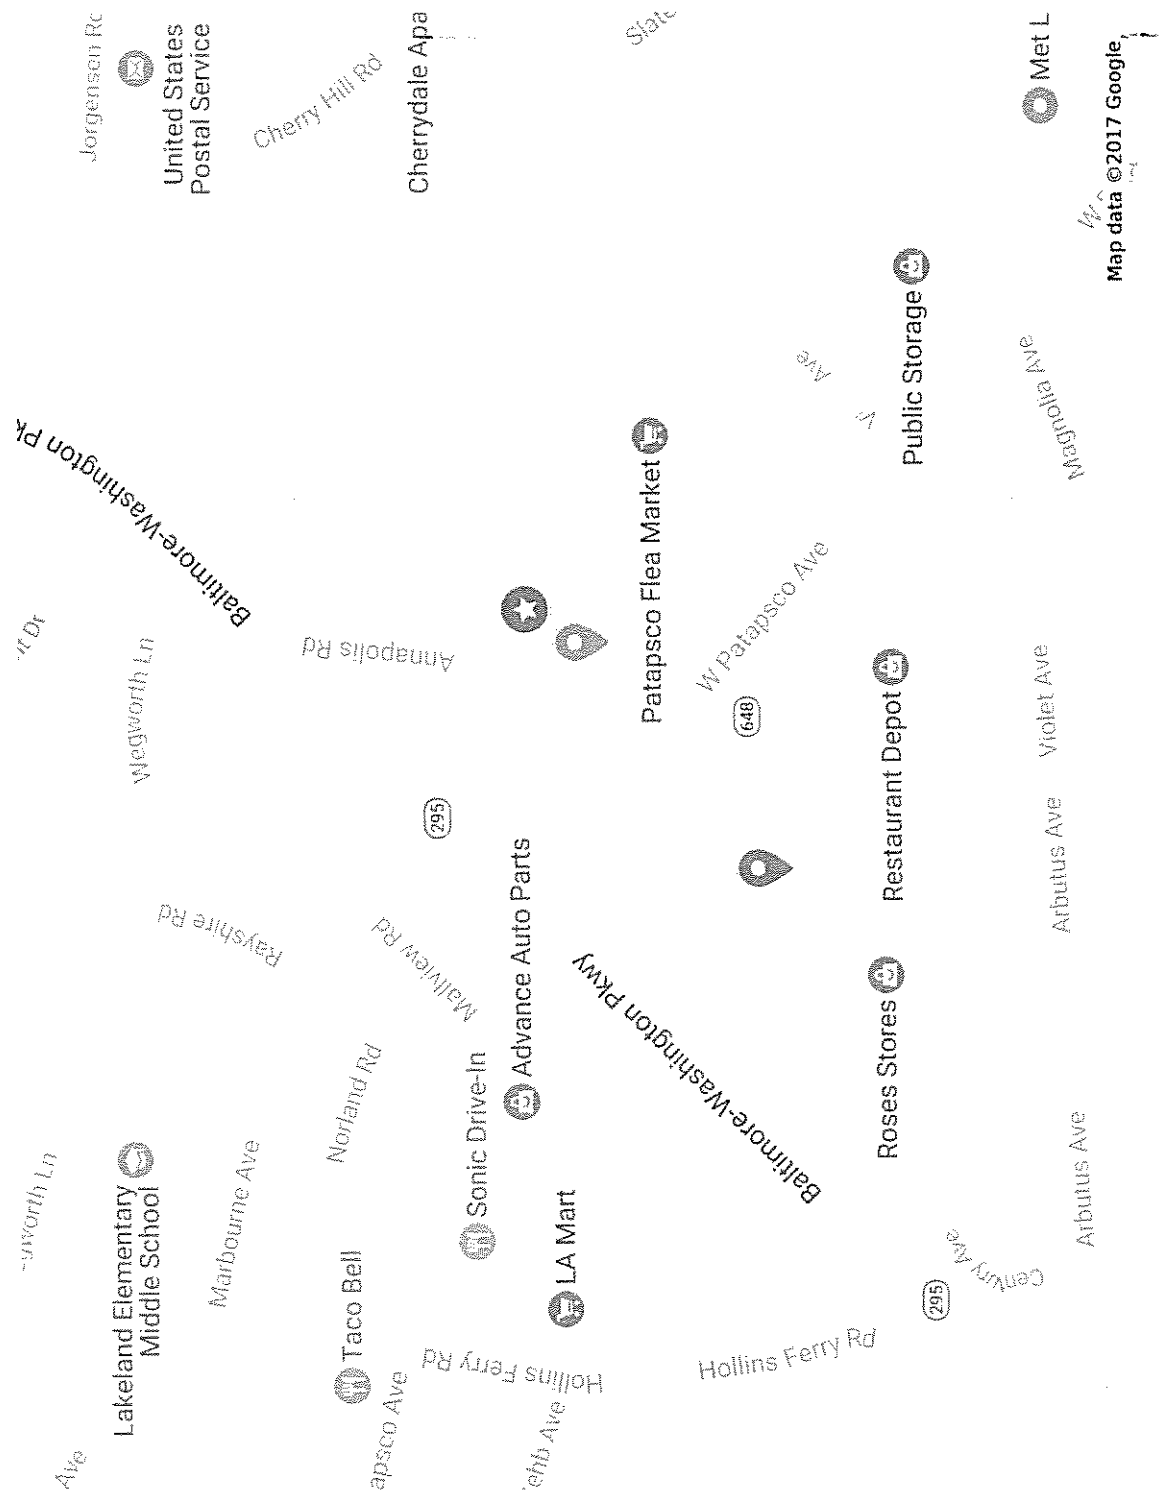 Lakeland Elementary
Middle School
Wegworth Ln
Jorgensen
United States
Postal Service
Baltimore-Washington
Marbourne Ave
Rayshire Rd
Cherry Hill Rd
Taco Bell
Norland Rd
Annapolis Rd
Cherrydale
Ave
Hollins Ferry Rd
Sonic Drive-In
Mallview Rd
295
Advance Auto Parts
LA Mart
Ave
Baltimore-Washington Pkwy
Patapsco Flea Market
Hollins Ferry Rd
648
W Patapsco Ave
Ave
Roses Stores
Restaurant Depot
Public Storage
295
Century Ave
Arbutus Ave
Arbutus Ave
Violet Ave
Magnolia Ave
Met
Map data ©2017 Google